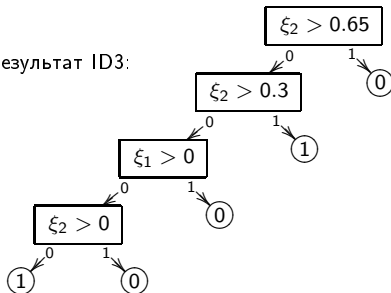 ξ₂ > 0.65
езультат ID3:
0 1
ξ₂ > 0.3 0
0 1
ξ₁ > 0 1
0 1
ξ₂ > 0 0
0 1
1 0